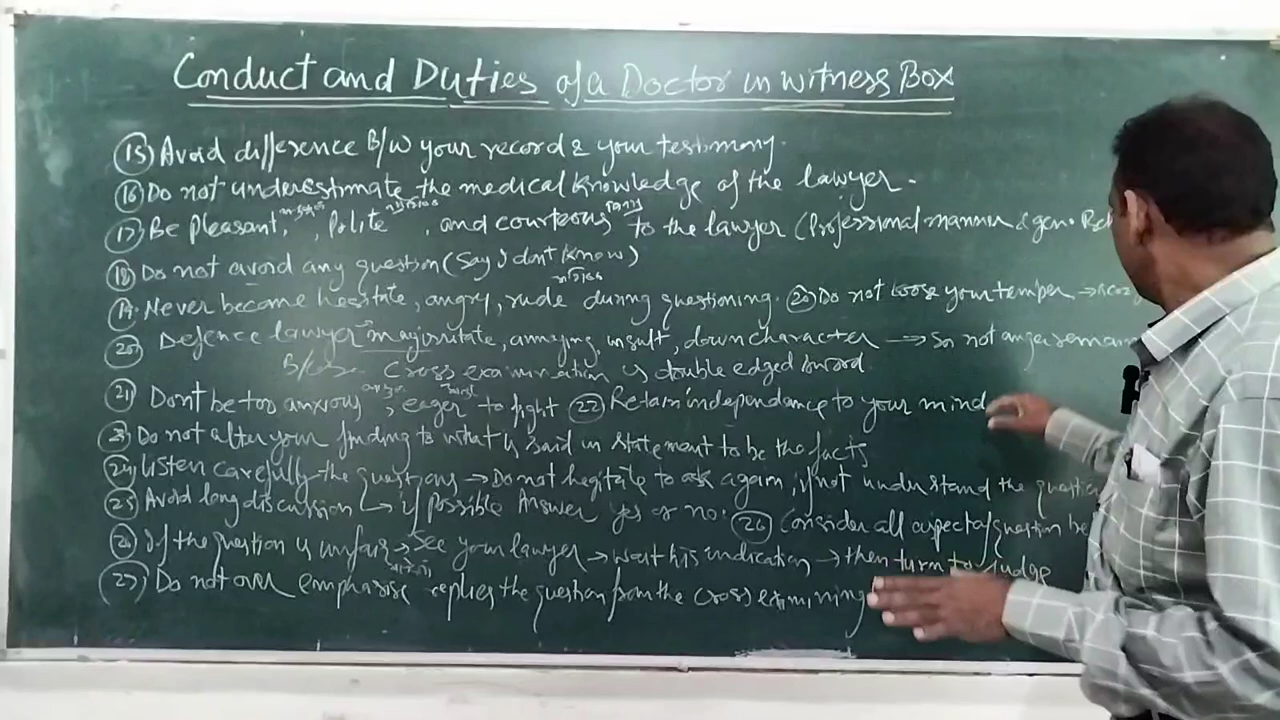 Conduct and Duties of a Doctor in witness Box
(15) Avoid difference B/W your record & your testimony.
(16) Do not underestimate the medical knowledge of the lawyer.
(17) Be Pleasant, Polite, and courteous to the lawyer (Professional manner & gen.
(18) Do not avoid any question (Say I don't know)
19. Never became hesitate, angry, rude during questioning. (20) Do not loose your temper →
(20) Defence lawyer → may irritate, annoying, insult, down character → So not anger remain
B/coz. Cross examination is double edged sword.
(21) Don't be too anxious, eager to fight (22) Retain independance to your mind
(23) Do not alter your finding to what is said in statement to be the facts
(24) Listen carefully the questions → Do not hegitate to ask again, if not understand the question
(25) Avoid long discussion ↳ if possible Answer yes or no. (26) Consider all aspect of question be
(26) If the question is unfair → see your lawyer → wait his indication → then turn to Judge
(27) Do not over emphasise replies the question from the cross examining